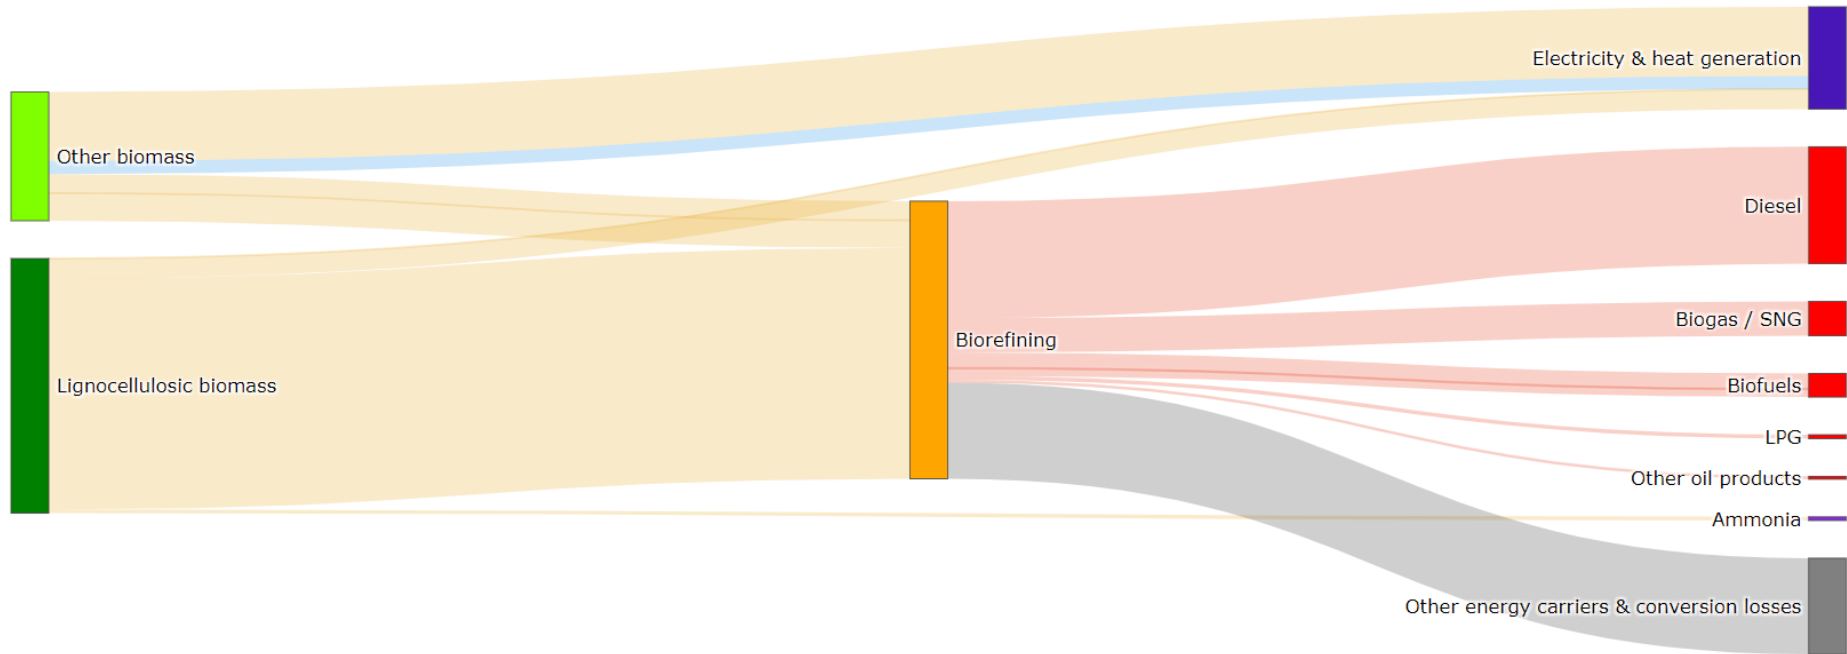 Electricity & heat generation
Other biomass
Diesel
Biogas / SNG
Biorefining
Lignocellulosic biomass
Biofuels
LPG
Other oil products
Ammonia
Other energy carriers & conversion losses